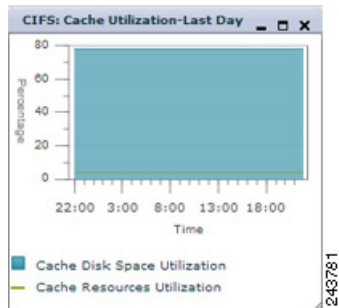 CIFS: Cache Utilization-Last Day
80
60
40
20
0
Percentage
22:00 3:00 8:00 13:00 18:00
Time
Cache Disk Space Utilization
Cache Resources Utilization
243781